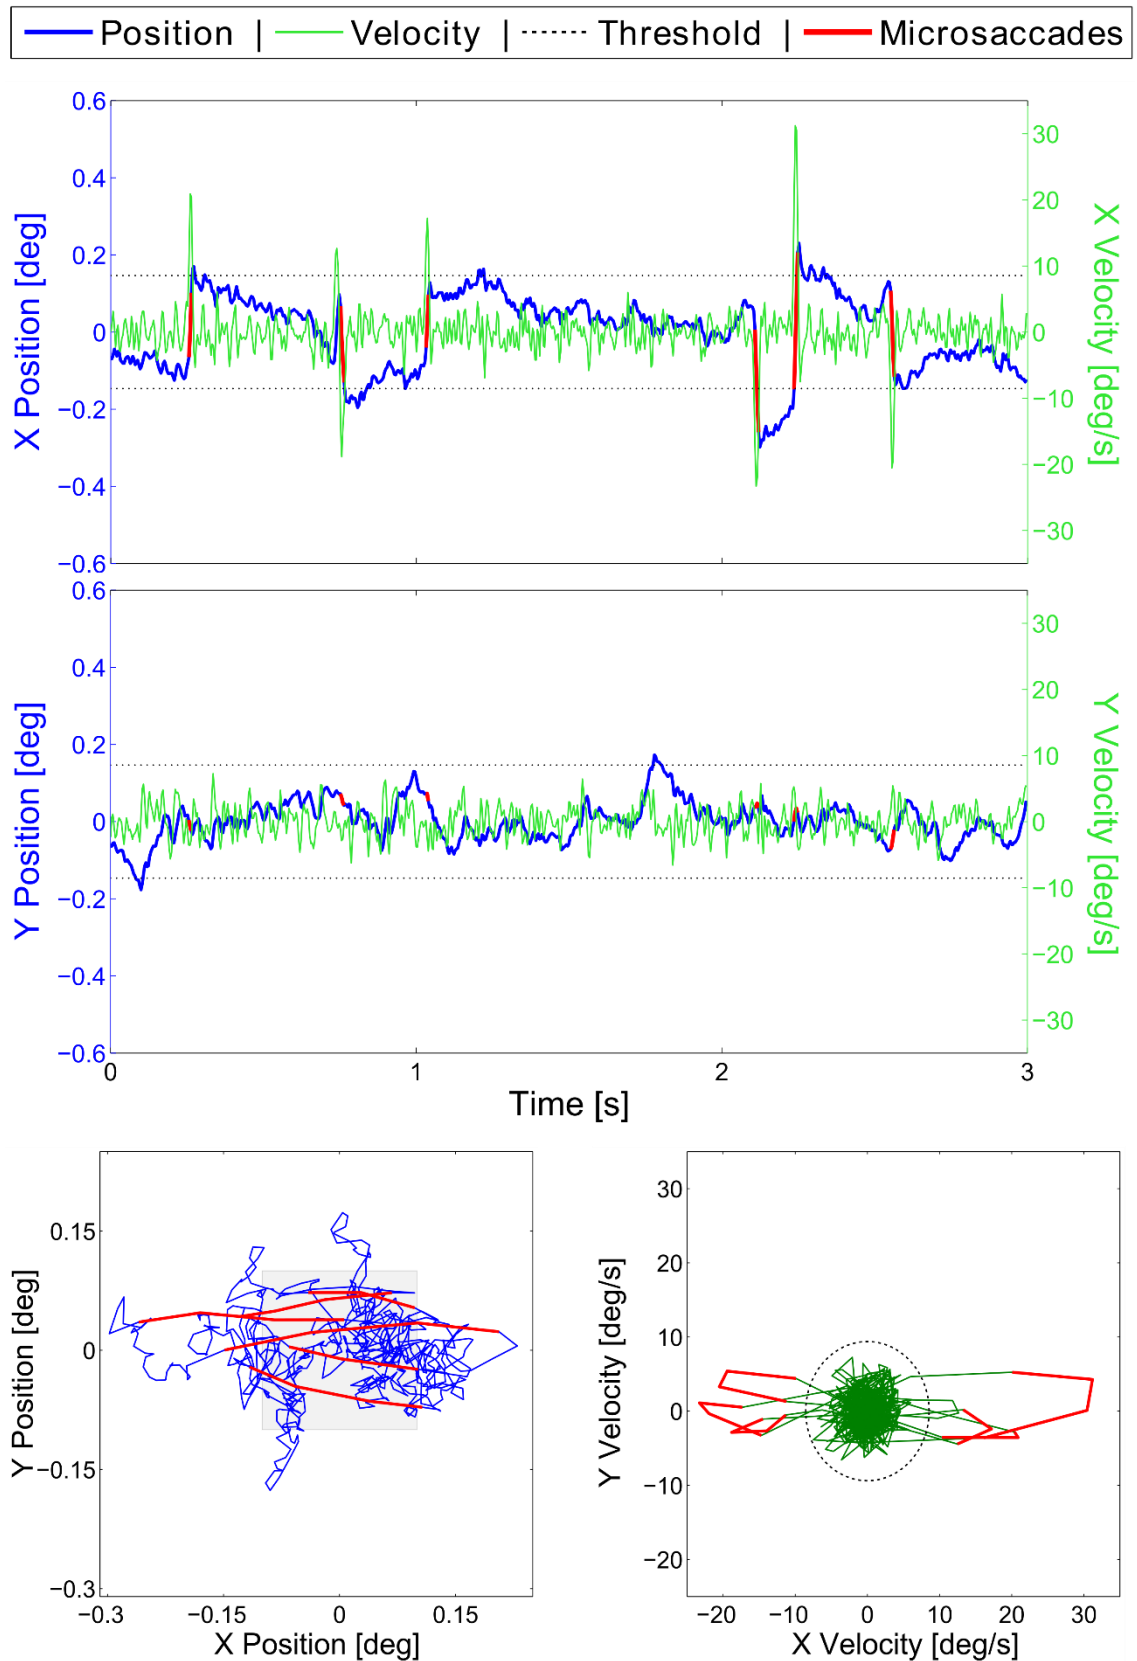 Position | Velocity | Threshold | Microsaccades
0.6
0.4
0.2
0
−0.2
−0.4
−0.6
X Position [deg]
30
20
10
0
−10
−20
−30
X Velocity [deg/s]
0.6
0.4
0.2
0
−0.2
−0.4
−0.6
Y Position [deg]
30
20
10
0
−10
−20
−30
Y Velocity [deg/s]
0 1 2 3
Time [s]
0.15
0
−0.15
−0.3
Y Position [deg]
−0.3 −0.15 0 0.15
X Position [deg]
30
20
10
0
−10
−20
Y Velocity [deg/s]
−20 −10 0 10 20 30
X Velocity [deg/s]